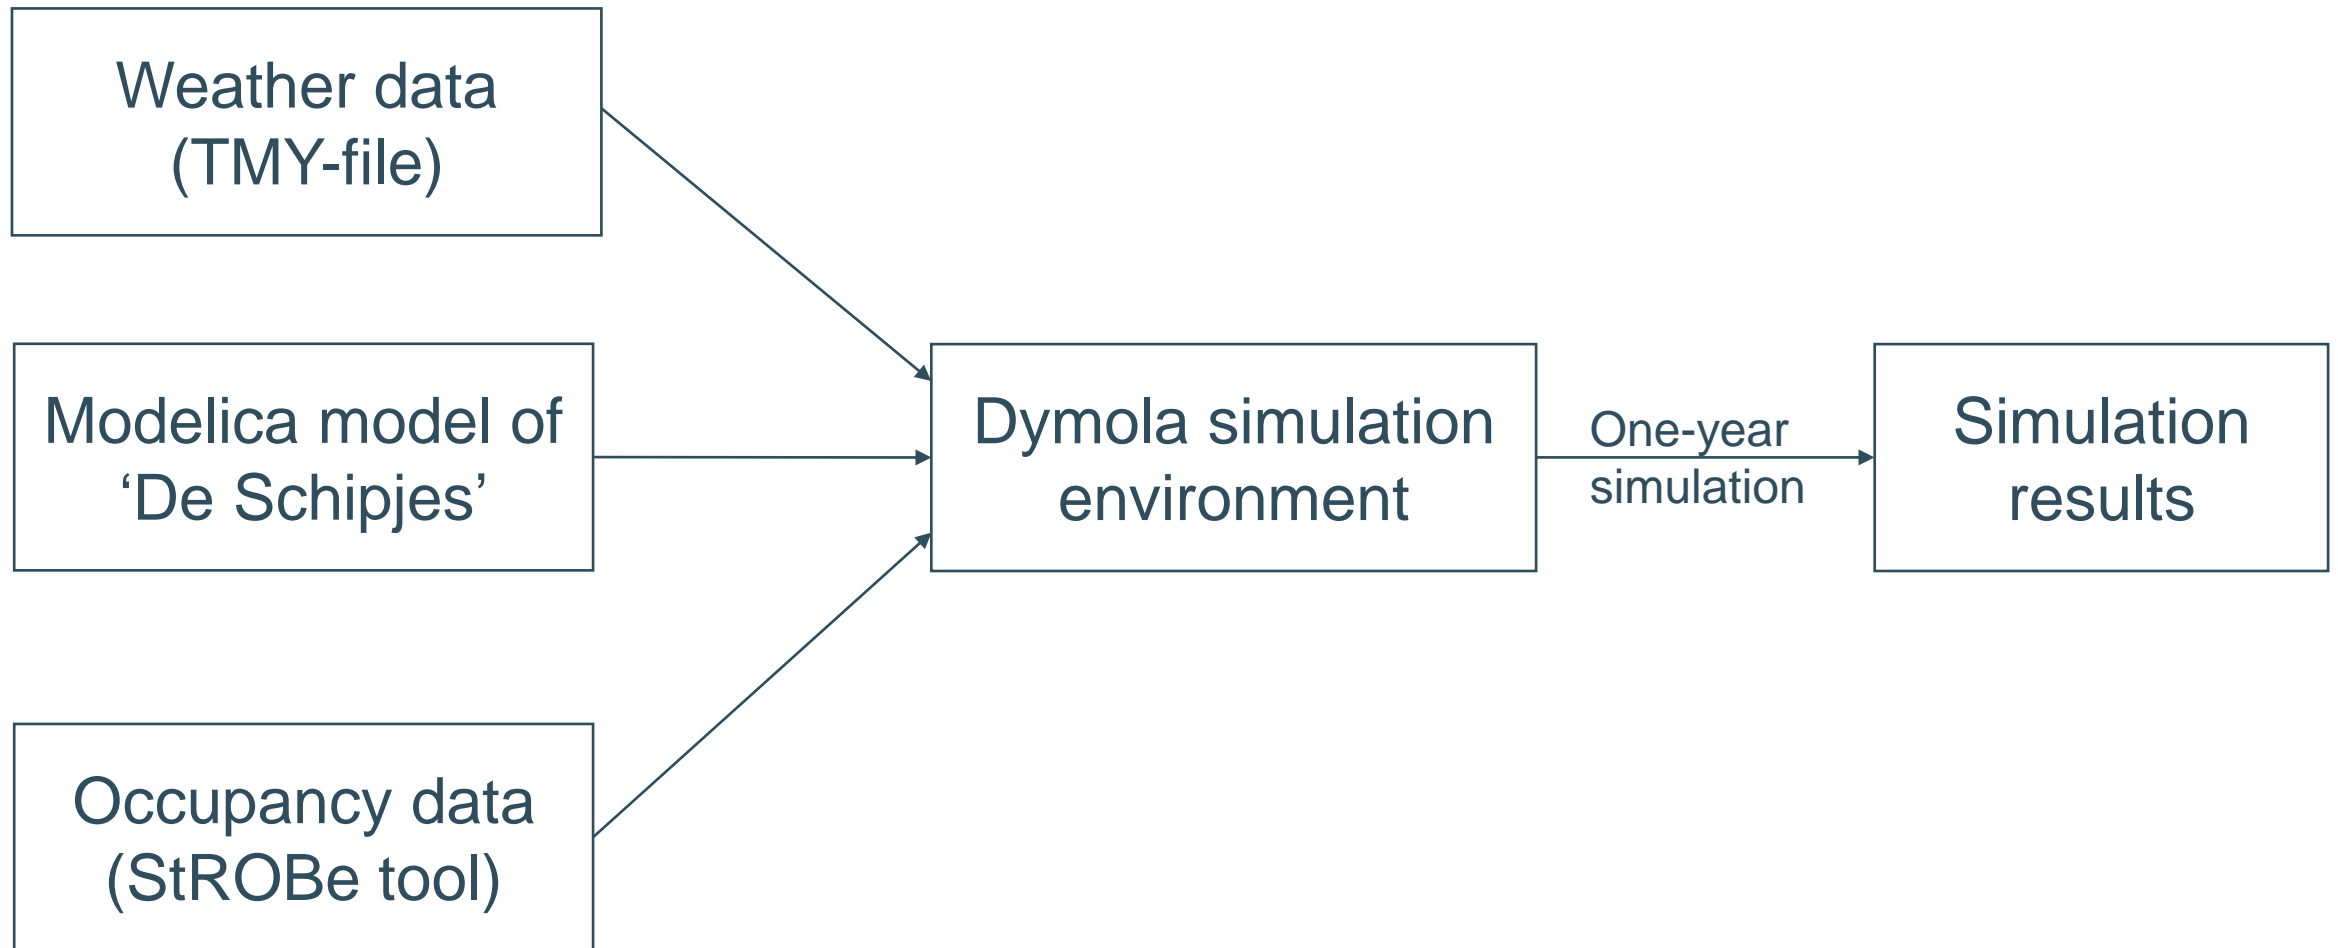 Weather data
(TMY-file)
Modelica model of
‘De Schipjes’
Occupancy data
(StROBe tool)
Dymola simulation
environment
One-year
simulation
Simulation
results